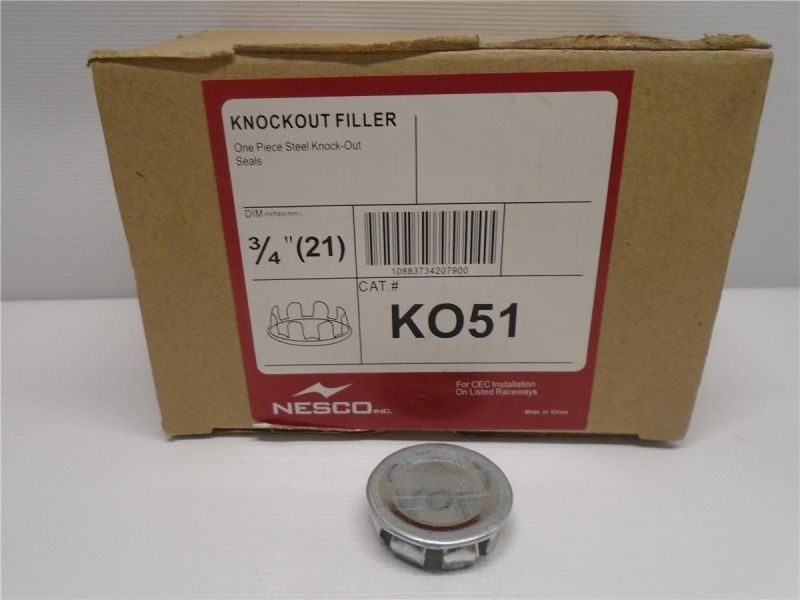 KNOCKOUT FILLER
One Piece Steel Knock-Out
Seals
DIM inches(mm)
3/4" (21)
10883734207900
CAT.#
KO51
NESCO INC.
For CEC Installation
On Listed Raceways
Made in China